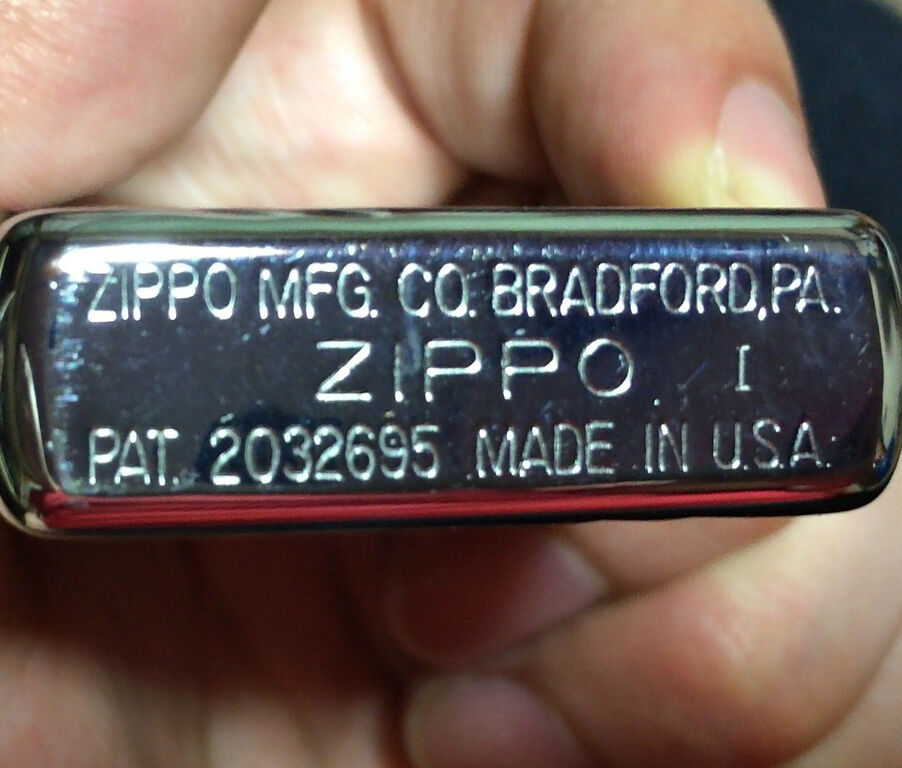 ZIPPO MFG. CO. BRADFORD, PA.
ZIPPO I
PAT. 2032695 MADE IN U.S.A.